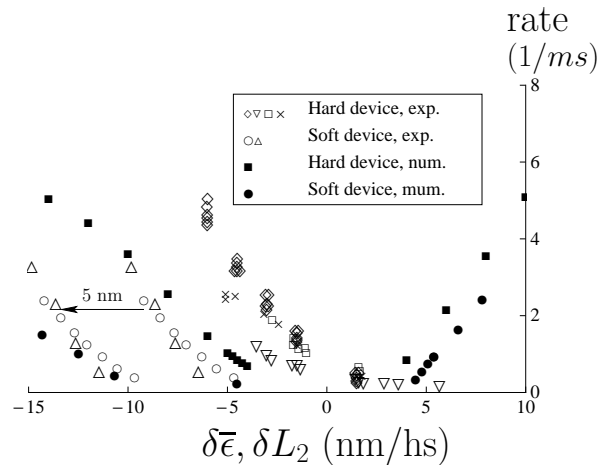 rate
(1/ms)
8
◇▽□× Hard device, exp.
○△ Soft device, exp.
■ Hard device, num.
● Soft device, mum.
6
4
5 nm
2
0
−15 −10 −5 0 5 10
δϵ̅, δL₂ (nm/hs)